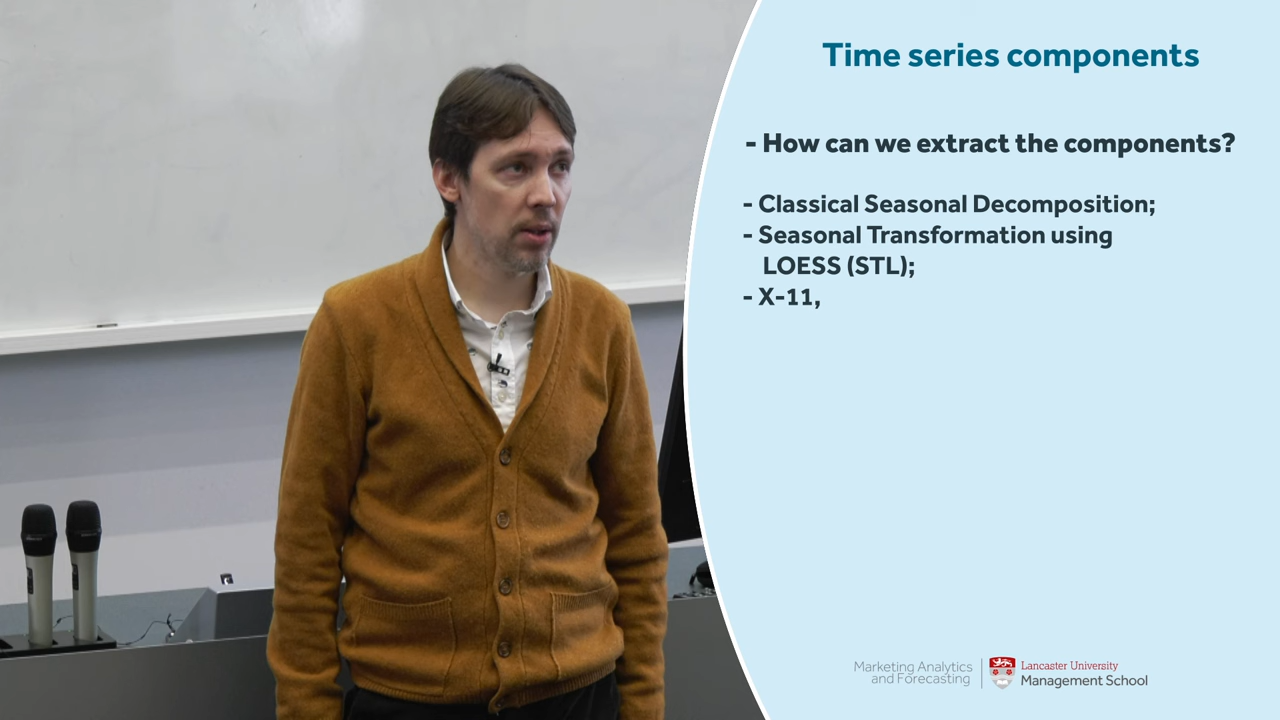 Time series components
- How can we extract the components?
- Classical Seasonal Decomposition;
- Seasonal Transformation using
LOESS (STL);
- X-11,
Marketing Analytics
and Forecasting
Lancaster University
Management School